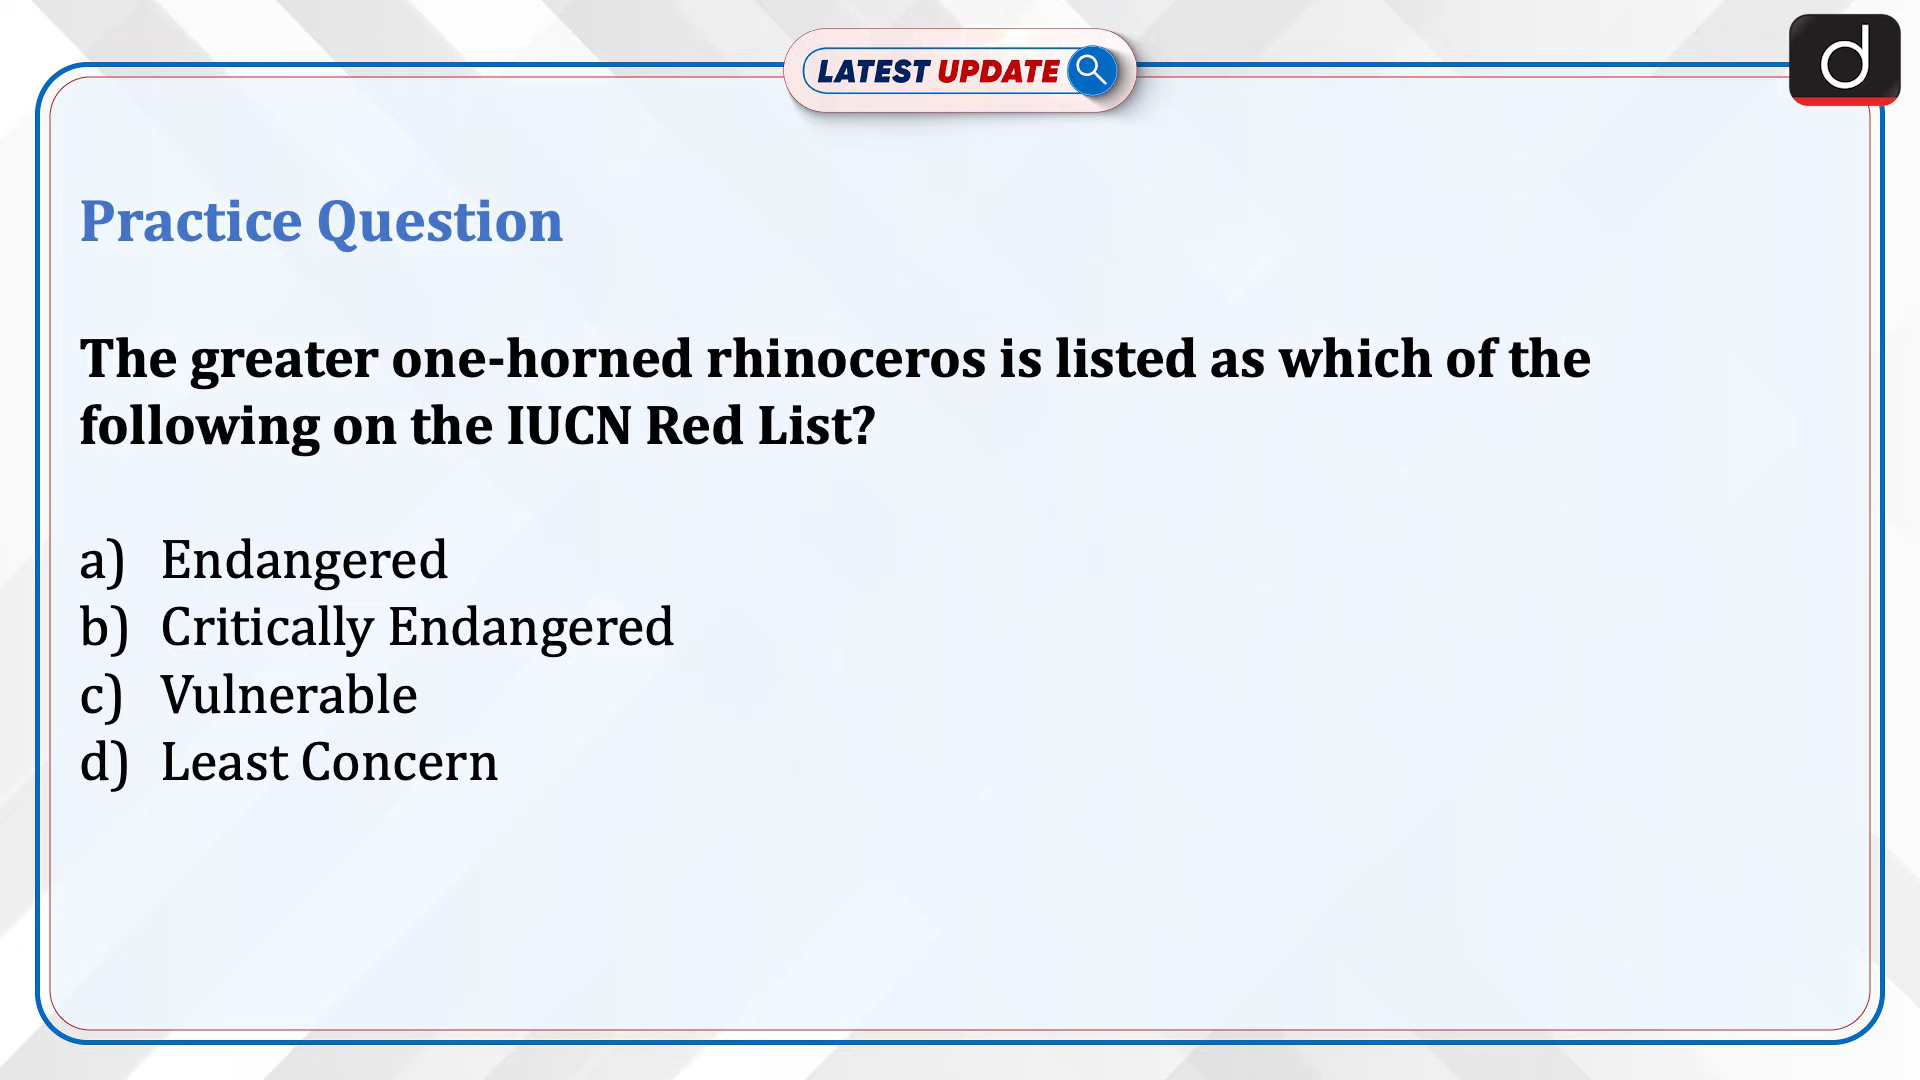 LATEST UPDATE
d
Practice Question
The greater one-horned rhinoceros is listed as which of the
following on the IUCN Red List?
a) Endangered
b) Critically Endangered
c) Vulnerable
d) Least Concern